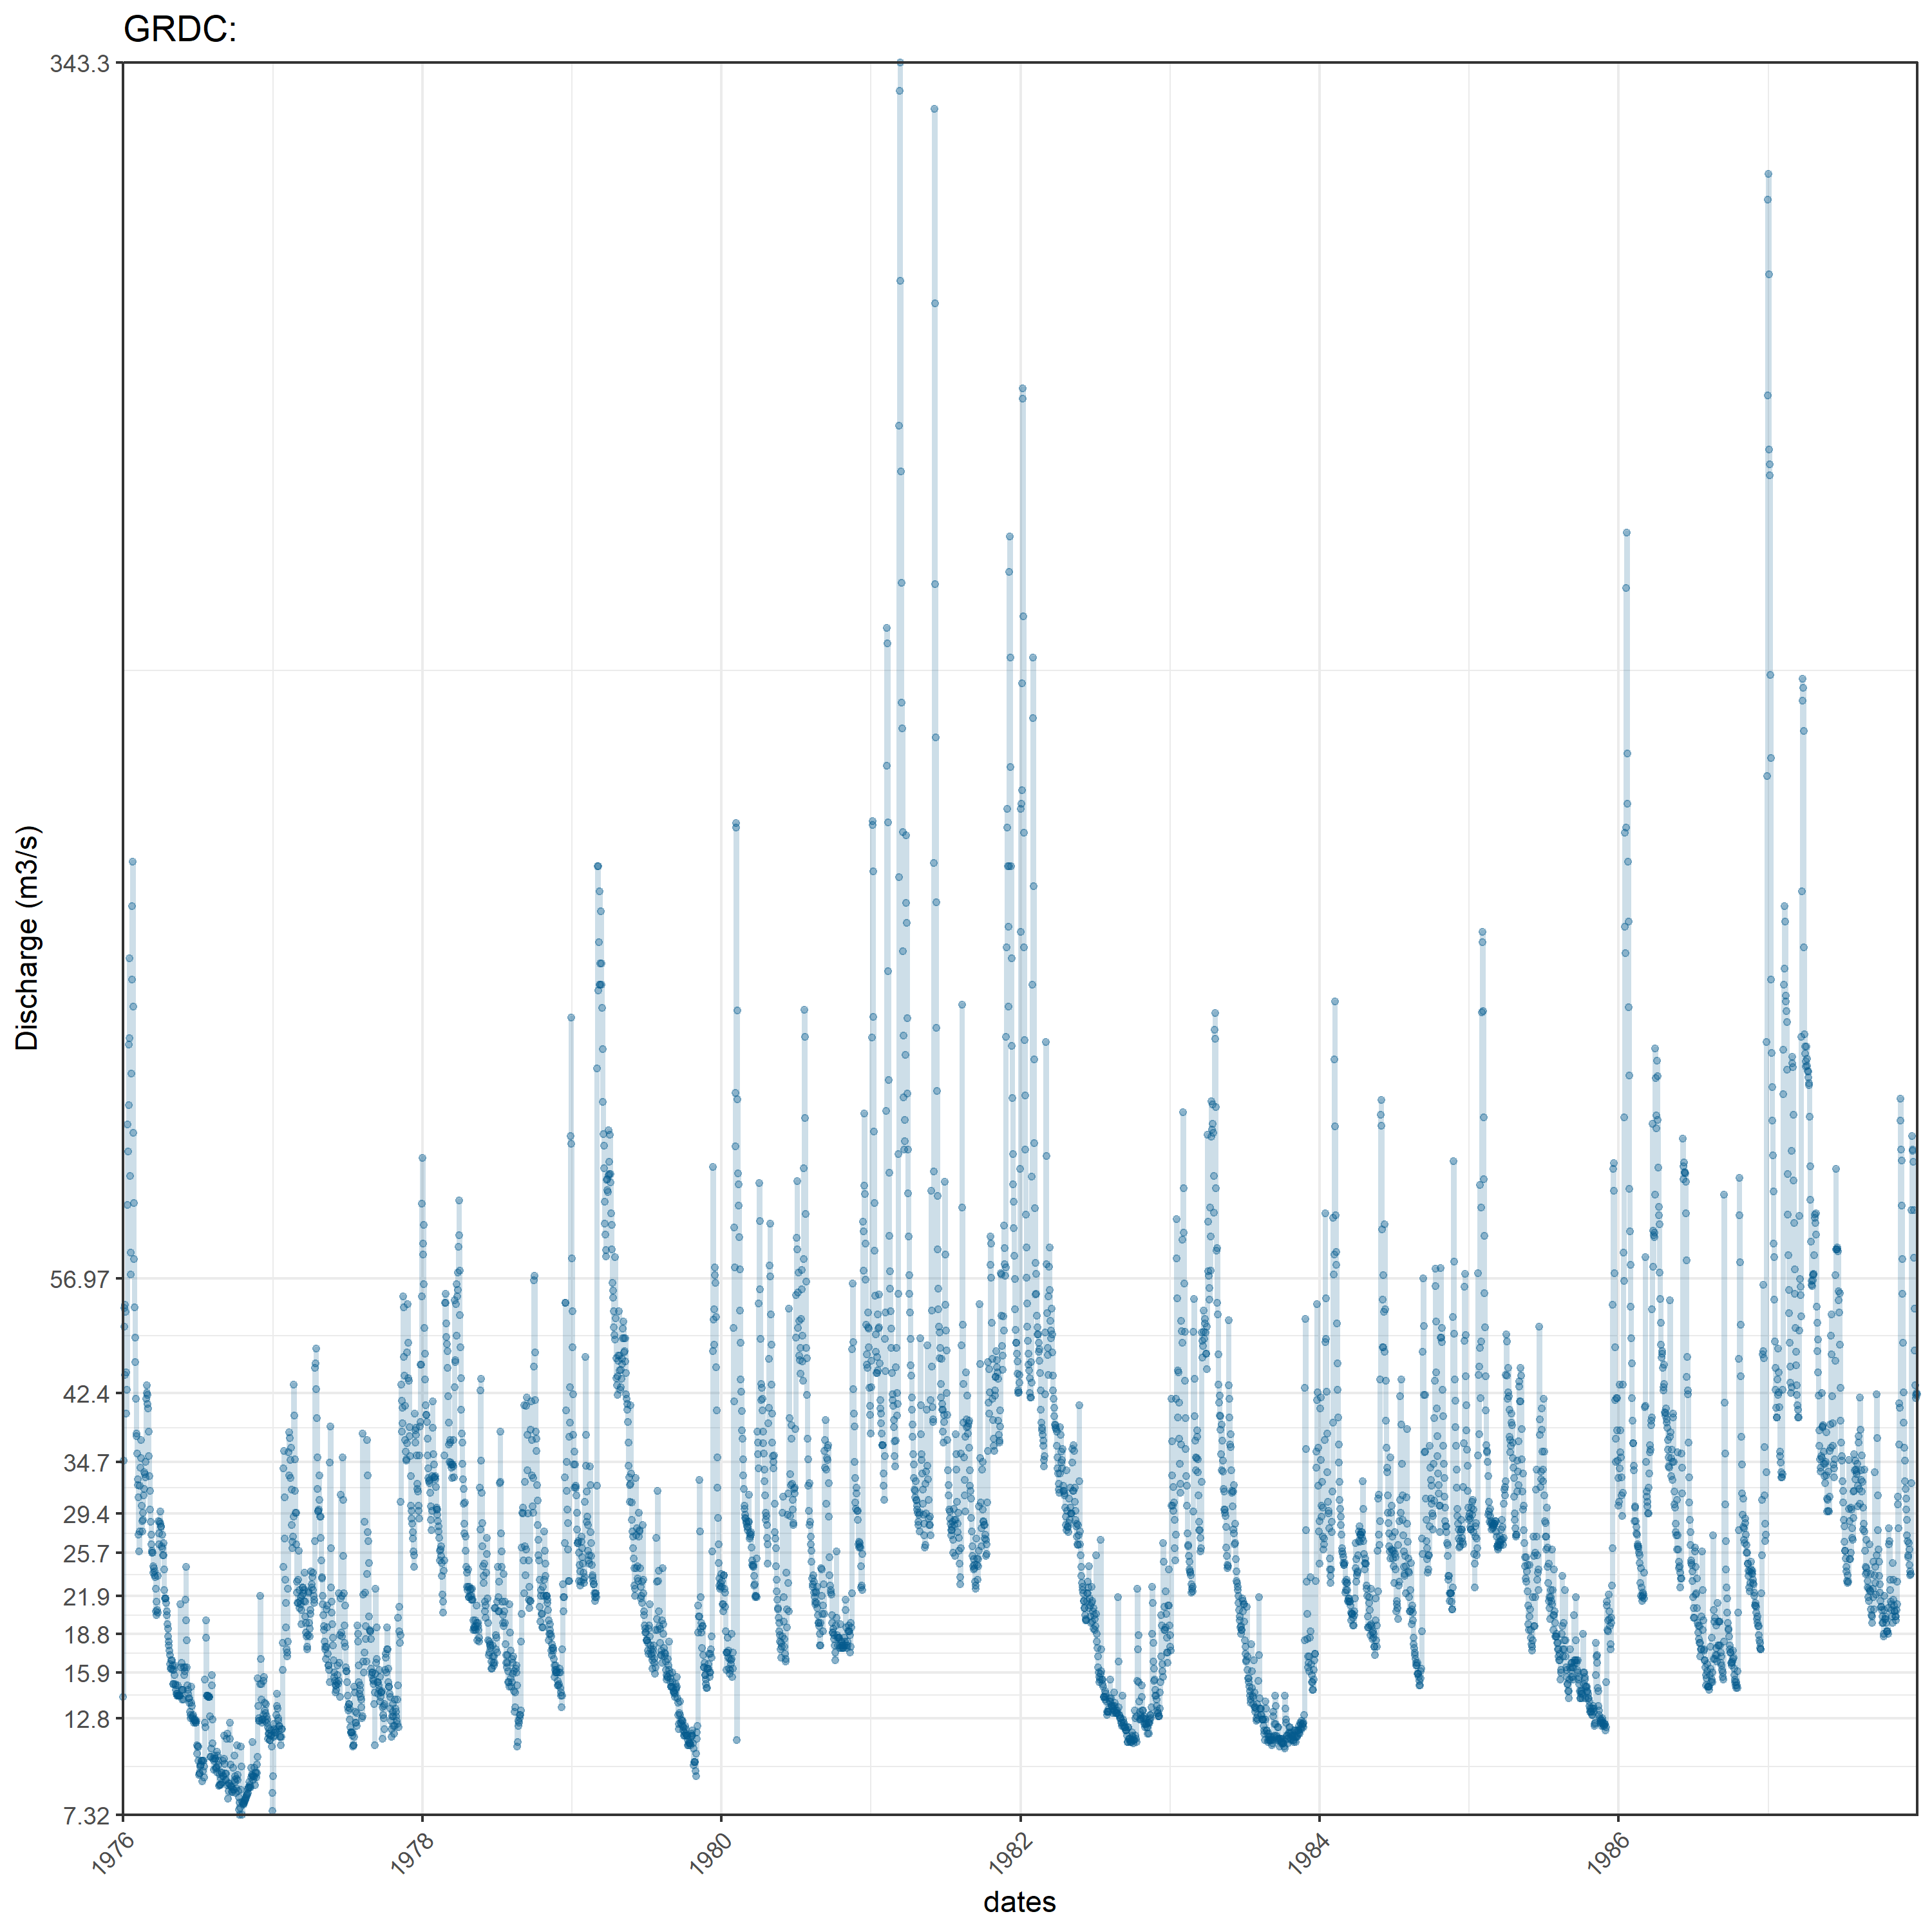 GRDC:
343.3
56.97
42.4
34.7
29.4
25.7
21.9
18.8
15.9
12.8
7.32
Discharge (m3/s)
1976 1978 1980 1982 1984 1986
dates